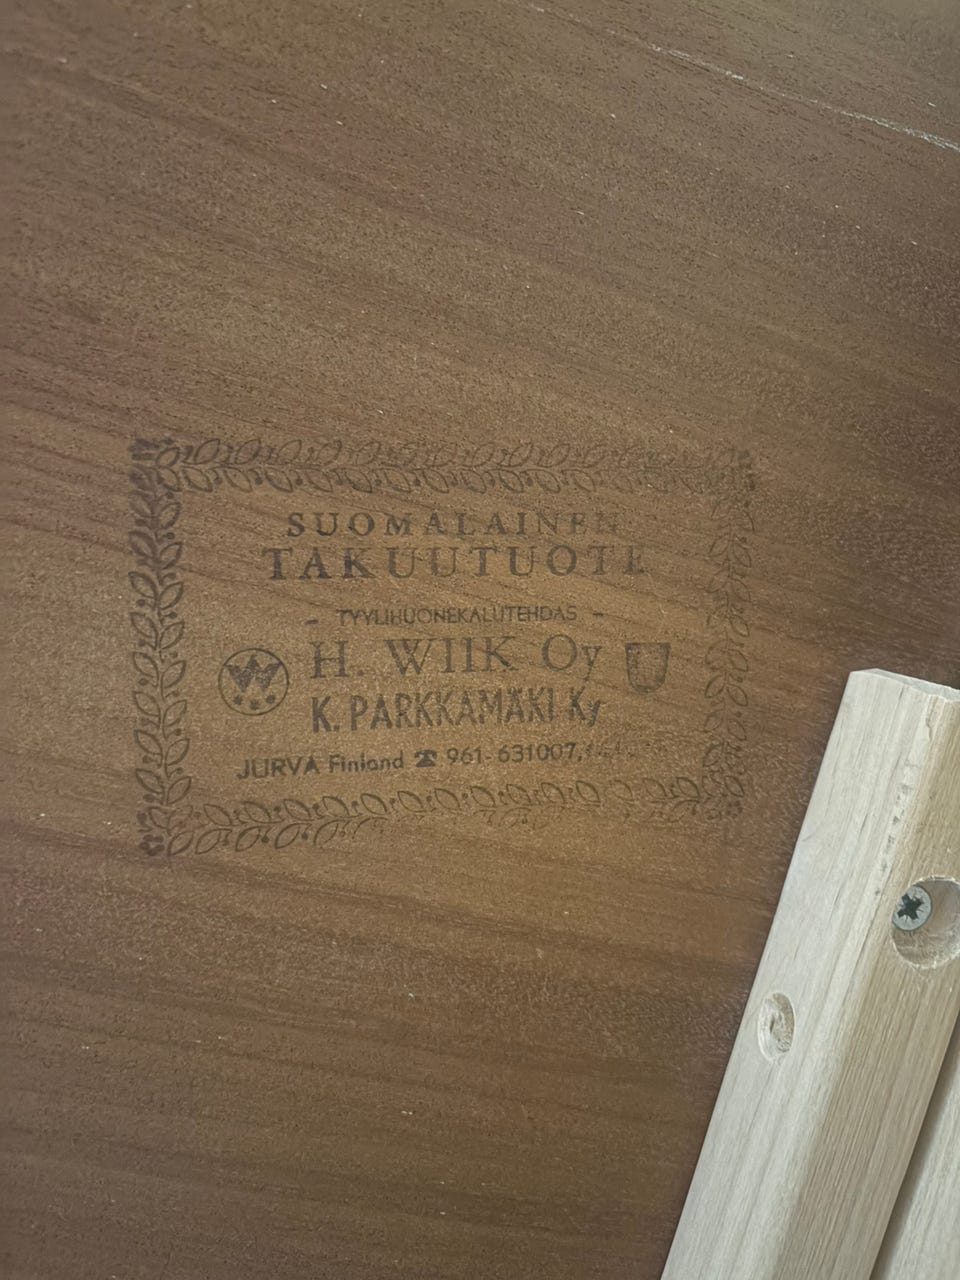 SUOMALAINEN
TAKUUTUOTE
- TYYLIHUONEKALUTEHDAS -
H. WIIK Oy
K. PARKKAMÄKI Ky
JURVA Finland ☎ 961-631007,